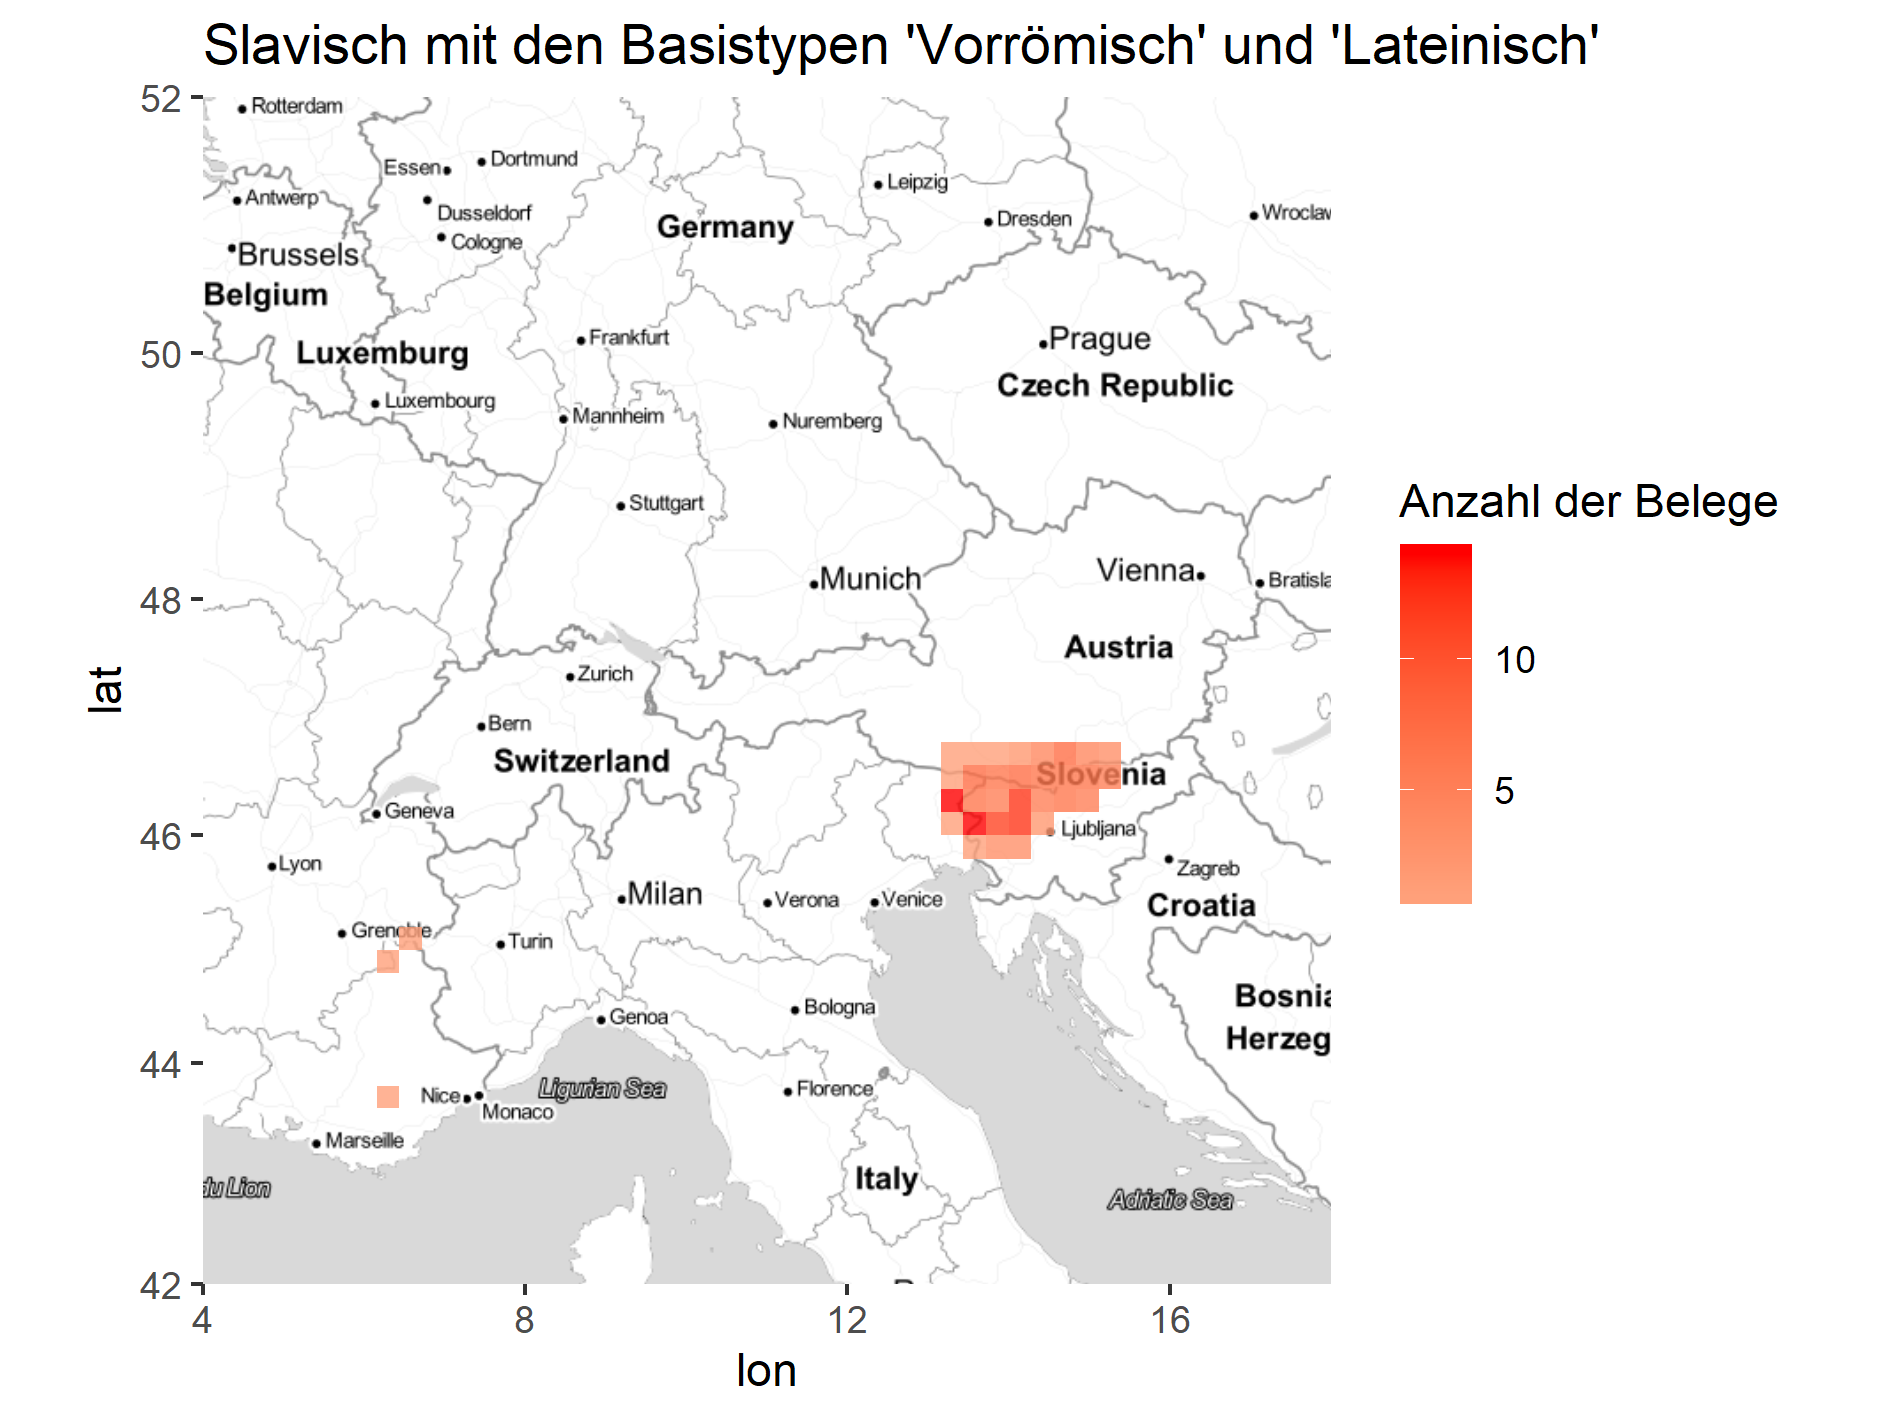 Slavisch mit den Basistypen 'Vorrömisch' und 'Lateinisch'
52
50
48
46
44
42
lat
4
8
12
16
lon
Rotterdam
Essen
Dortmund
Leipzig
Antwerp
Dusseldorf
Germany
Dresden
Wroclaw
Cologne
Brussels
Belgium
Frankfurt
Prague
Luxemburg
Czech Republic
Luxembourg
Mannheim
Nuremberg
Stuttgart
Munich
Vienna
Bratisla
Austria
Zurich
Bern
Switzerland
Slovenia
Geneva
Ljubljana
Lyon
Zagreb
Milan
Verona
Venice
Croatia
Grenoble
Turin
Bologna
Bosnia
Herzeg
Genoa
Ligurian Sea
Nice
Monaco
Florence
Marseille
Italy
du Lion
Adriatic Sea
Anzahl der Belege
10
5